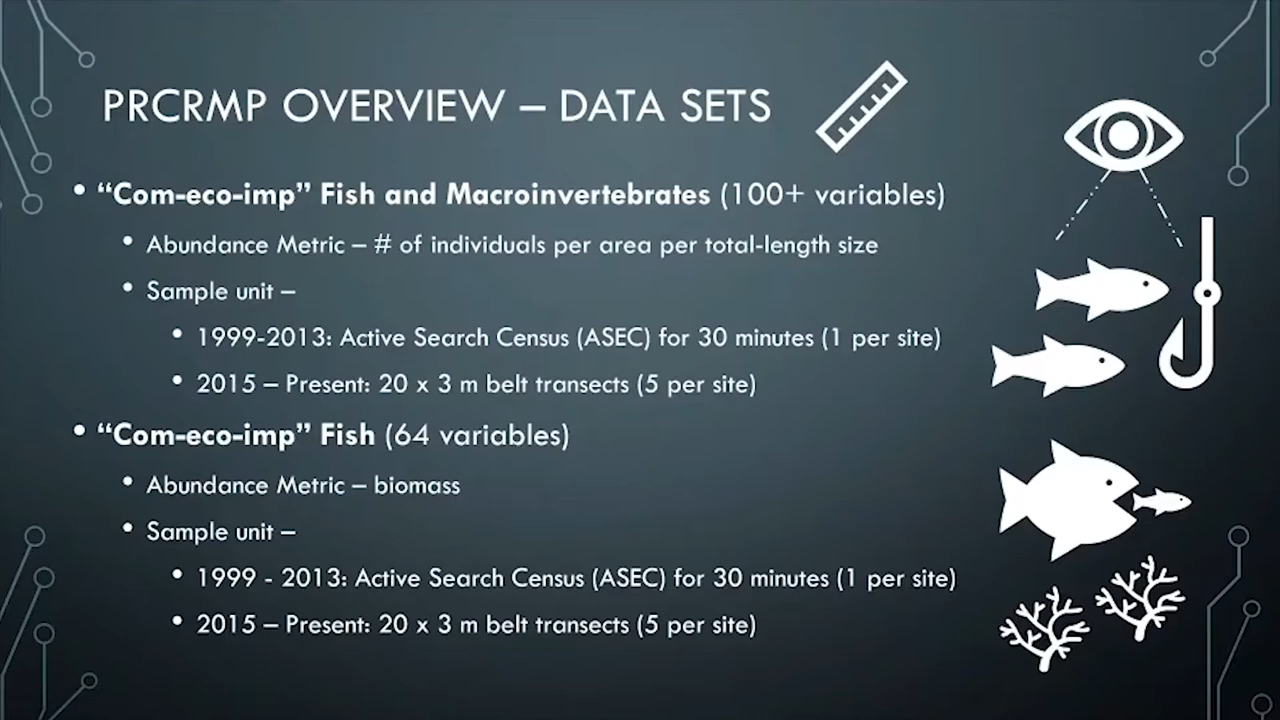 PRCRMP OVERVIEW – DATA SETS
• “Com-eco-imp” Fish and Macroinvertebrates (100+ variables)
• Abundance Metric – # of individuals per area per total-length size
• Sample unit –
• 1999-2013: Active Search Census (ASEC) for 30 minutes (1 per site)
• 2015 – Present: 20 x 3 m belt transects (5 per site)
• “Com-eco-imp” Fish (64 variables)
• Abundance Metric – biomass
• Sample unit –
• 1999 - 2013: Active Search Census (ASEC) for 30 minutes (1 per site)
• 2015 – Present: 20 x 3 m belt transects (5 per site)